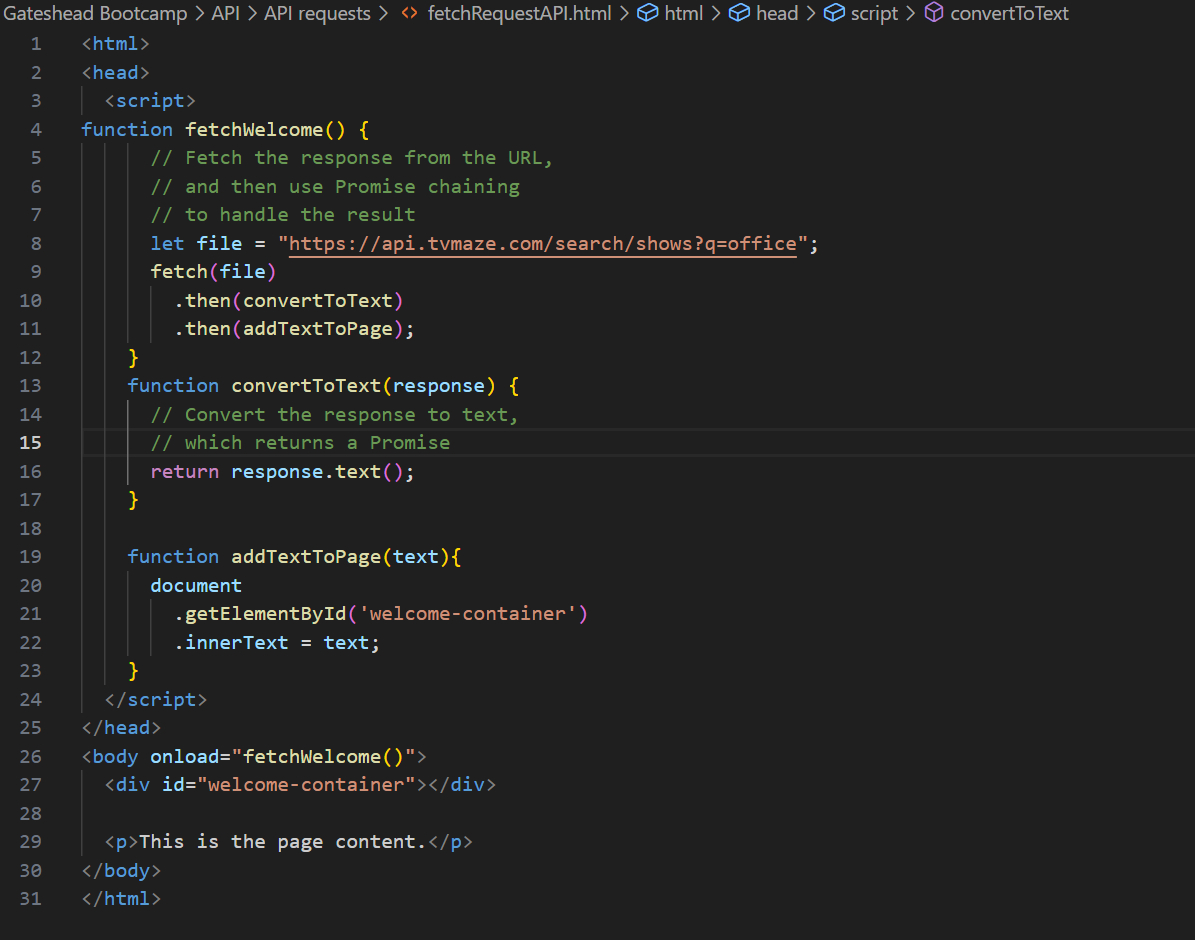 Gateshead Bootcamp > API > API requests > <> fetchRequestAPI.html > html > head > script > convertToText
1 <html>
2 <head>
3   <script>
4 function fetchWelcome() {
5       // Fetch the response from the URL,
6       // and then use Promise chaining
7       // to handle the result
8       let file = "https://api.tvmaze.com/search/shows?q=office";
9       fetch(file)
10         .then(convertToText)
11         .then(addTextToPage);
12     }
13     function convertToText(response) {
14       // Convert the response to text,
15       // which returns a Promise
16       return response.text();
17     }
18
19     function addTextToPage(text){
20       document
21         .getElementById('welcome-container')
22         .innerText = text;
23     }
24   </script>
25 </head>
26 <body onload="fetchWelcome()">
27   <div id="welcome-container"></div>
28
29   <p>This is the page content.</p>
30 </body>
31 </html>